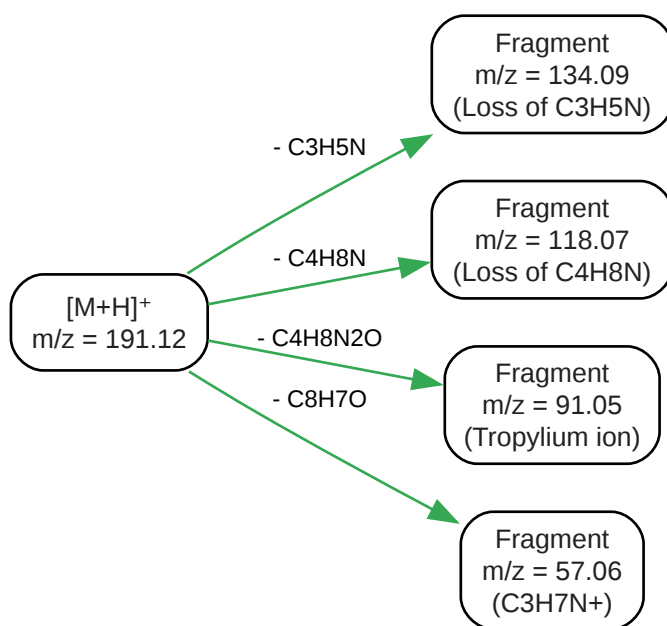 Fragment
m/z = 134.09
(Loss of C3H5N)
- C3H5N
Fragment
m/z = 118.07
(Loss of C4H8N)
- C4H8N
[M+H]⁺
m/z = 191.12
- C4H8N2O
Fragment
m/z = 91.05
(Tropylium ion)
- C8H7O
Fragment
m/z = 57.06
(C3H7N+)